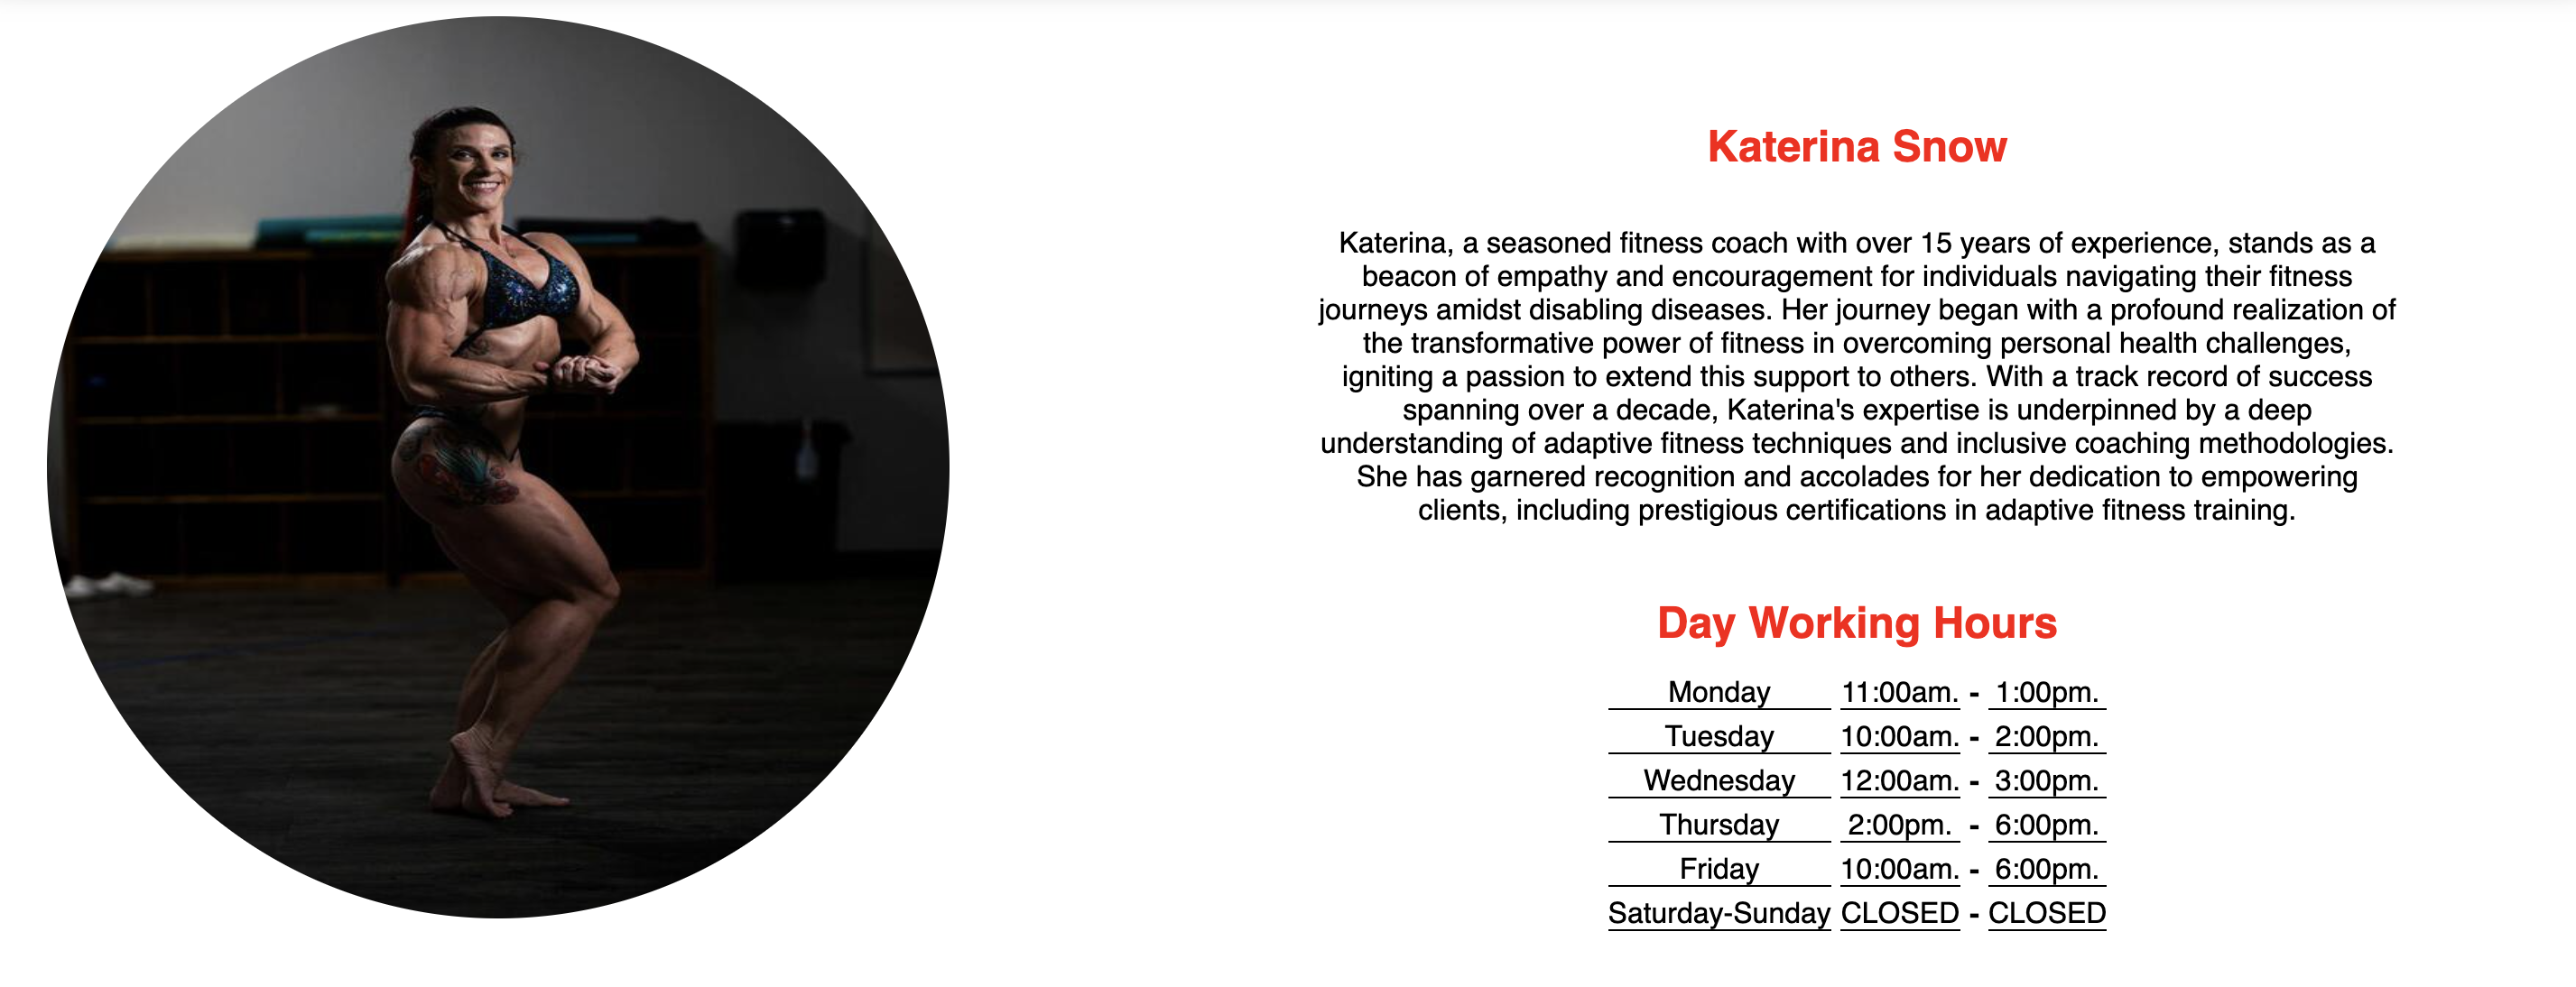 Katerina Snow
Katerina, a seasoned fitness coach with over 15 years of experience, stands as a
beacon of empathy and encouragement for individuals navigating their fitness
journeys amidst disabling diseases. Her journey began with a profound realization of
the transformative power of fitness in overcoming personal health challenges,
igniting a passion to extend this support to others. With a track record of success
spanning over a decade, Katerina's expertise is underpinned by a deep
understanding of adaptive fitness techniques and inclusive coaching methodologies.
She has garnered recognition and accolades for her dedication to empowering
clients, including prestigious certifications in adaptive fitness training.
Day Working Hours
Monday 11:00am. - 1:00pm.
Tuesday 10:00am. - 2:00pm.
Wednesday 12:00am. - 3:00pm.
Thursday 2:00pm. - 6:00pm.
Friday 10:00am. - 6:00pm.
Saturday-Sunday CLOSED - CLOSED